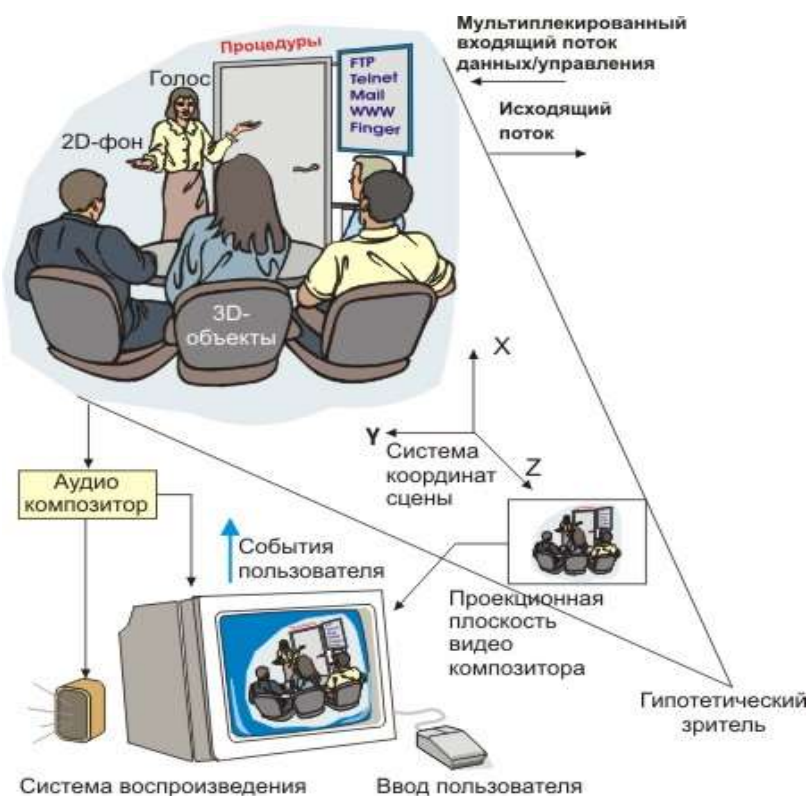 Процедуры
FTP
Telnet
Mail
WWW
Finger
Голос
2D-фон
3D-
объекты
Мультиплекированный
входящий поток
данных/управления
Исходящий
поток
X
Y
Z
Система
координат
сцены
Аудио
композитор
События
пользователя
Проекционная
плоскость
видео
композитора
Гипотетический
зритель
Система воспроизведения
Ввод пользователя